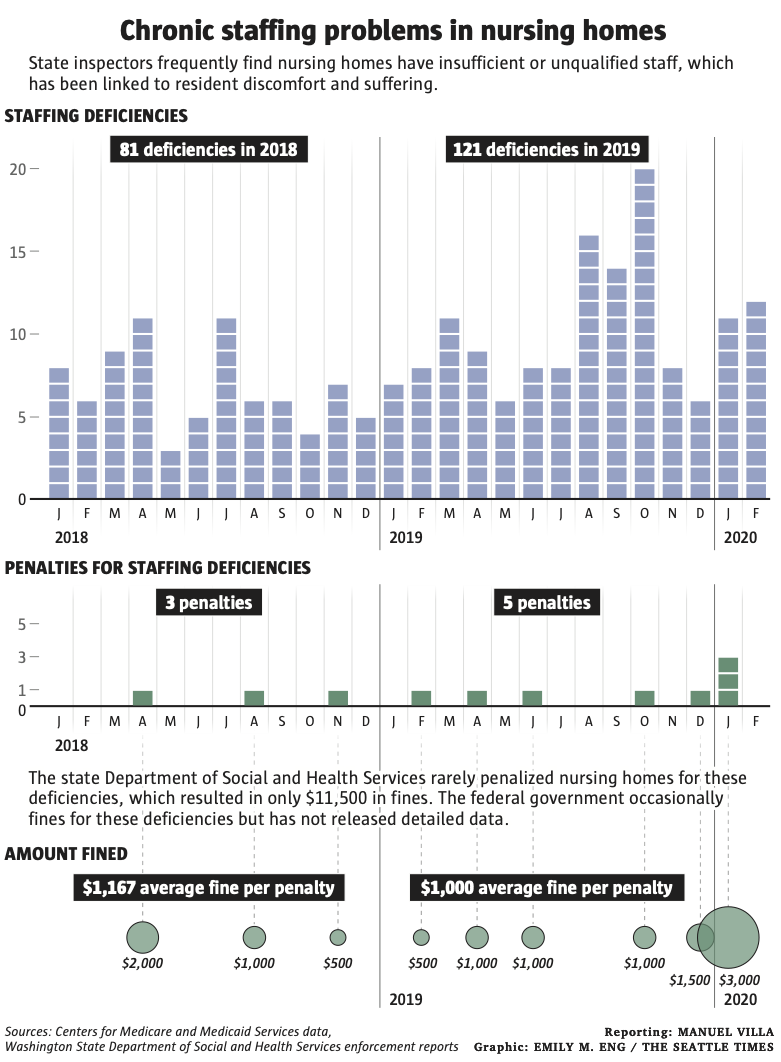 Chronic staffing problems in nursing homes
State inspectors frequently find nursing homes have insufficient or unqualified staff, which
has been linked to resident discomfort and suffering.
STAFFING DEFICIENCIES
81 deficiencies in 2018
121 deficiencies in 2019
20
15
10
5
0
J F M A M J J A S O N D J F M A M J J A S O N D J F
2018 2019 2020
PENALTIES FOR STAFFING DEFICIENCIES
3 penalties
5 penalties
5
3
1
0
J F M A M J J A S O N D J F M A M J J A S O N D J F
2018
The state Department of Social and Health Services rarely penalized nursing homes for these
deficiencies, which resulted in only $11,500 in fines. The federal government occasionally
fines for these deficiencies but has not released detailed data.
AMOUNT FINED
$1,167 average fine per penalty
$1,000 average fine per penalty
$2,000 $1,000 $500 $500 $1,000 $1,000 $1,000
$1,500 $3,000
2019 2020
Sources: Centers for Medicare and Medicaid Services data,
Washington State Department of Social and Health Services enforcement reports
Reporting: MANUEL VILLA
Graphic: EMILY M. ENG / THE SEATTLE TIMES